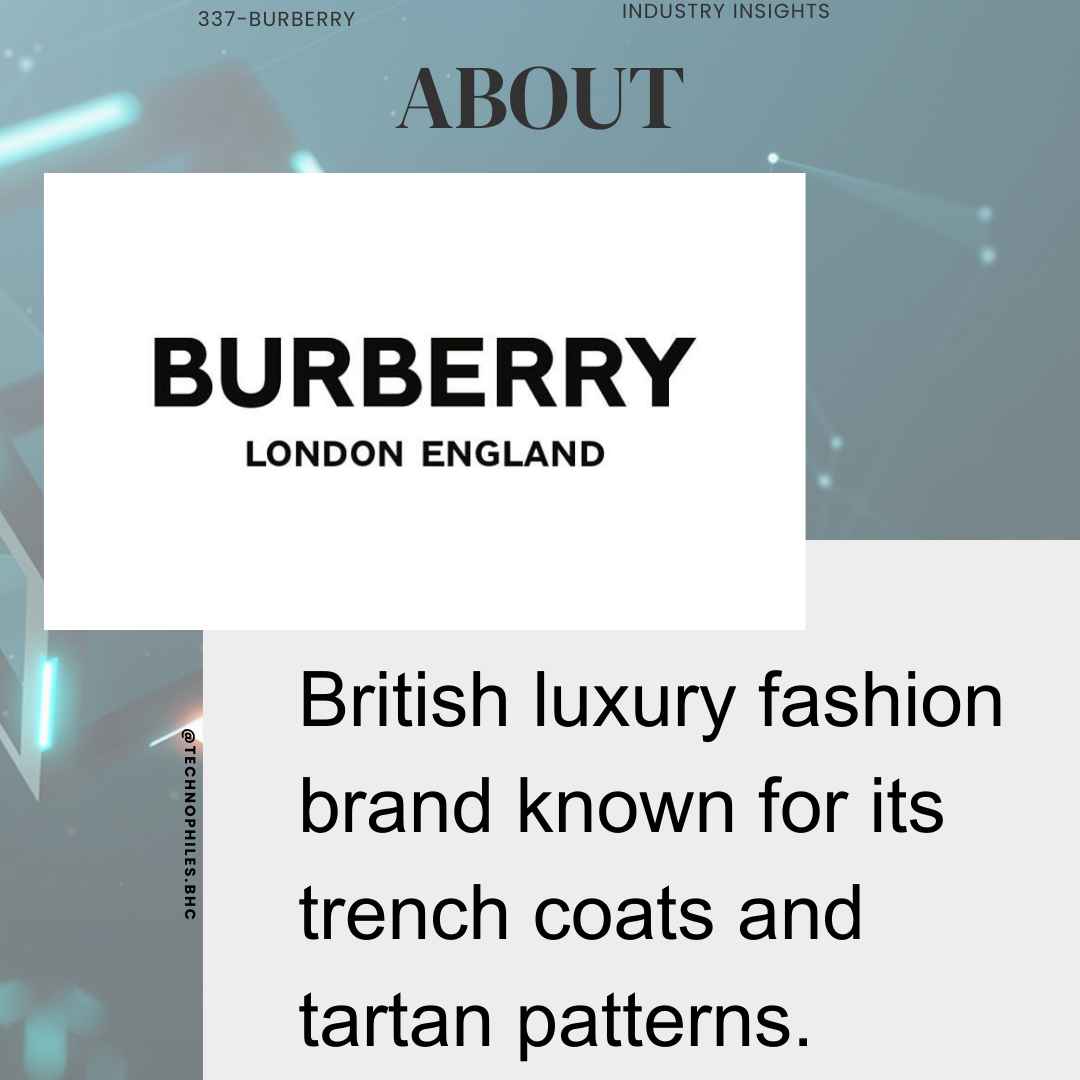 337-BURBERRY
INDUSTRY INSIGHTS
ABOUT
BURBERRY
LONDON ENGLAND
British luxury fashion
brand known for its
trench coats and
tartan patterns.
@TECHNOPHILES.BHC